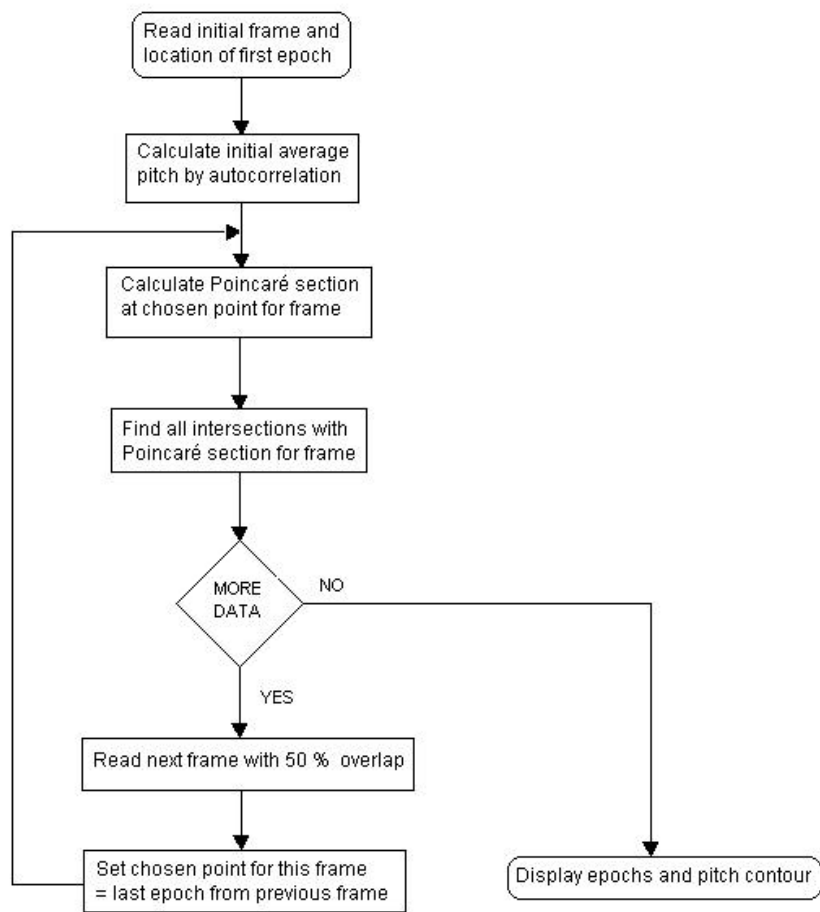 Read initial frame and
location of first epoch
Calculate initial average
pitch by autocorrelation
Calculate Poincaré section
at chosen point for frame
Find all intersections with
Poincaré section for frame
MORE
DATA
NO
YES
Read next frame with 50 % overlap
Set chosen point for this frame
= last epoch from previous frame
Display epochs and pitch contour